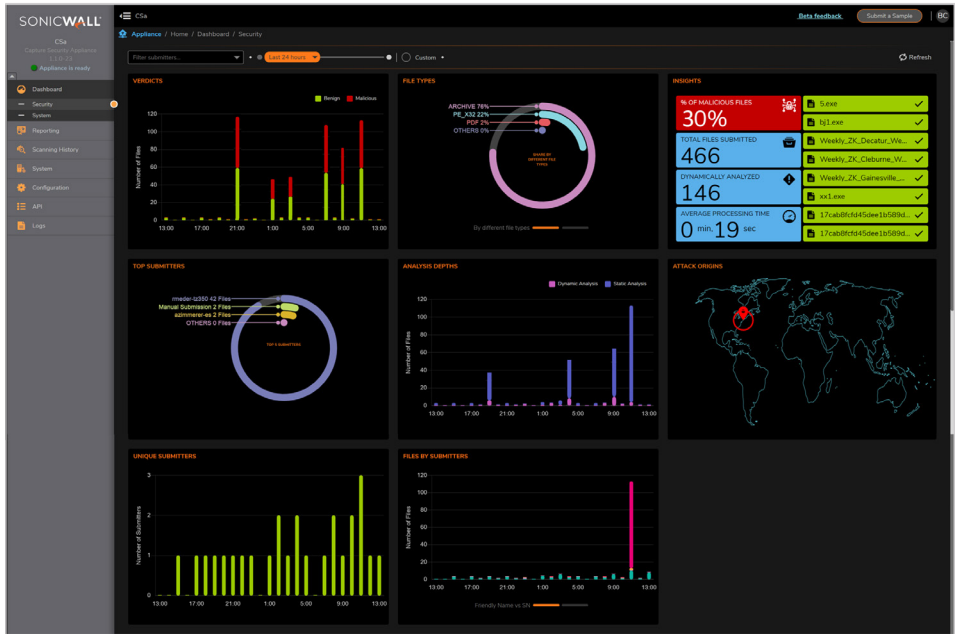 SONICWALL
CSa
Capture Security Appliance
1.1.0-21
Appliance is ready
Dashboard
Security
System
Reporting
Scanning History
System
Configuration
API
Logs
CSa
Beta feedback
Submit a Sample
BC
Appliance / Home / Dashboard / Security
Filter submitters...
Last 24 hours
Custom
Refresh
VERDICTS
Benign
Malicious
Number of Files
120
100
80
60
40
20
0
13:00 17:00 21:00 1:00 5:00 9:00 13:00
FILE TYPES
ARCHIVE 76%
PE_X32 22%
PDF 2%
OTHERS 0%
SHARE BY
DIFFERENT FILE
TYPES
By different file types
INSIGHTS
% OF MALICIOUS FILES
30%
TOTAL FILES SUBMITTED
466
DYNAMICALLY ANALYZED
146
AVERAGE PROCESSING TIME
0 min, 19 sec
5.exe
bj1.exe
Weekly_ZK_Decatur_We...
Weekly_ZK_Cleburne_W...
Weekly_ZK_Gainesville_...
xx1.exe
17cab8fcfd45dee1b589d...
17cab8fcfd45dee1b589d...
TOP SUBMITTERS
rmeder-tz350 42 Files
Manual Submission 2 Files
azimmerer-es 2 Files
OTHERS 0 Files
ANALYSIS DEPTHS
Dynamic Analysis
Static Analysis
Number of Files
120
100
80
60
40
20
0
13:00 17:00 21:00 1:00 5:00 9:00 13:00
ATTACK ORIGINS
UNIQUE SUBMITTERS
Number of Submitters
3
2
1
0
13:00 17:00 21:00 1:00 5:00 9:00 13:00
FILES BY SUBMITTERS
Number of Files
120
100
80
60
40
20
0
13:00 17:00 21:00 1:00 5:00 9:00 13:00
Friendly Name vs SN